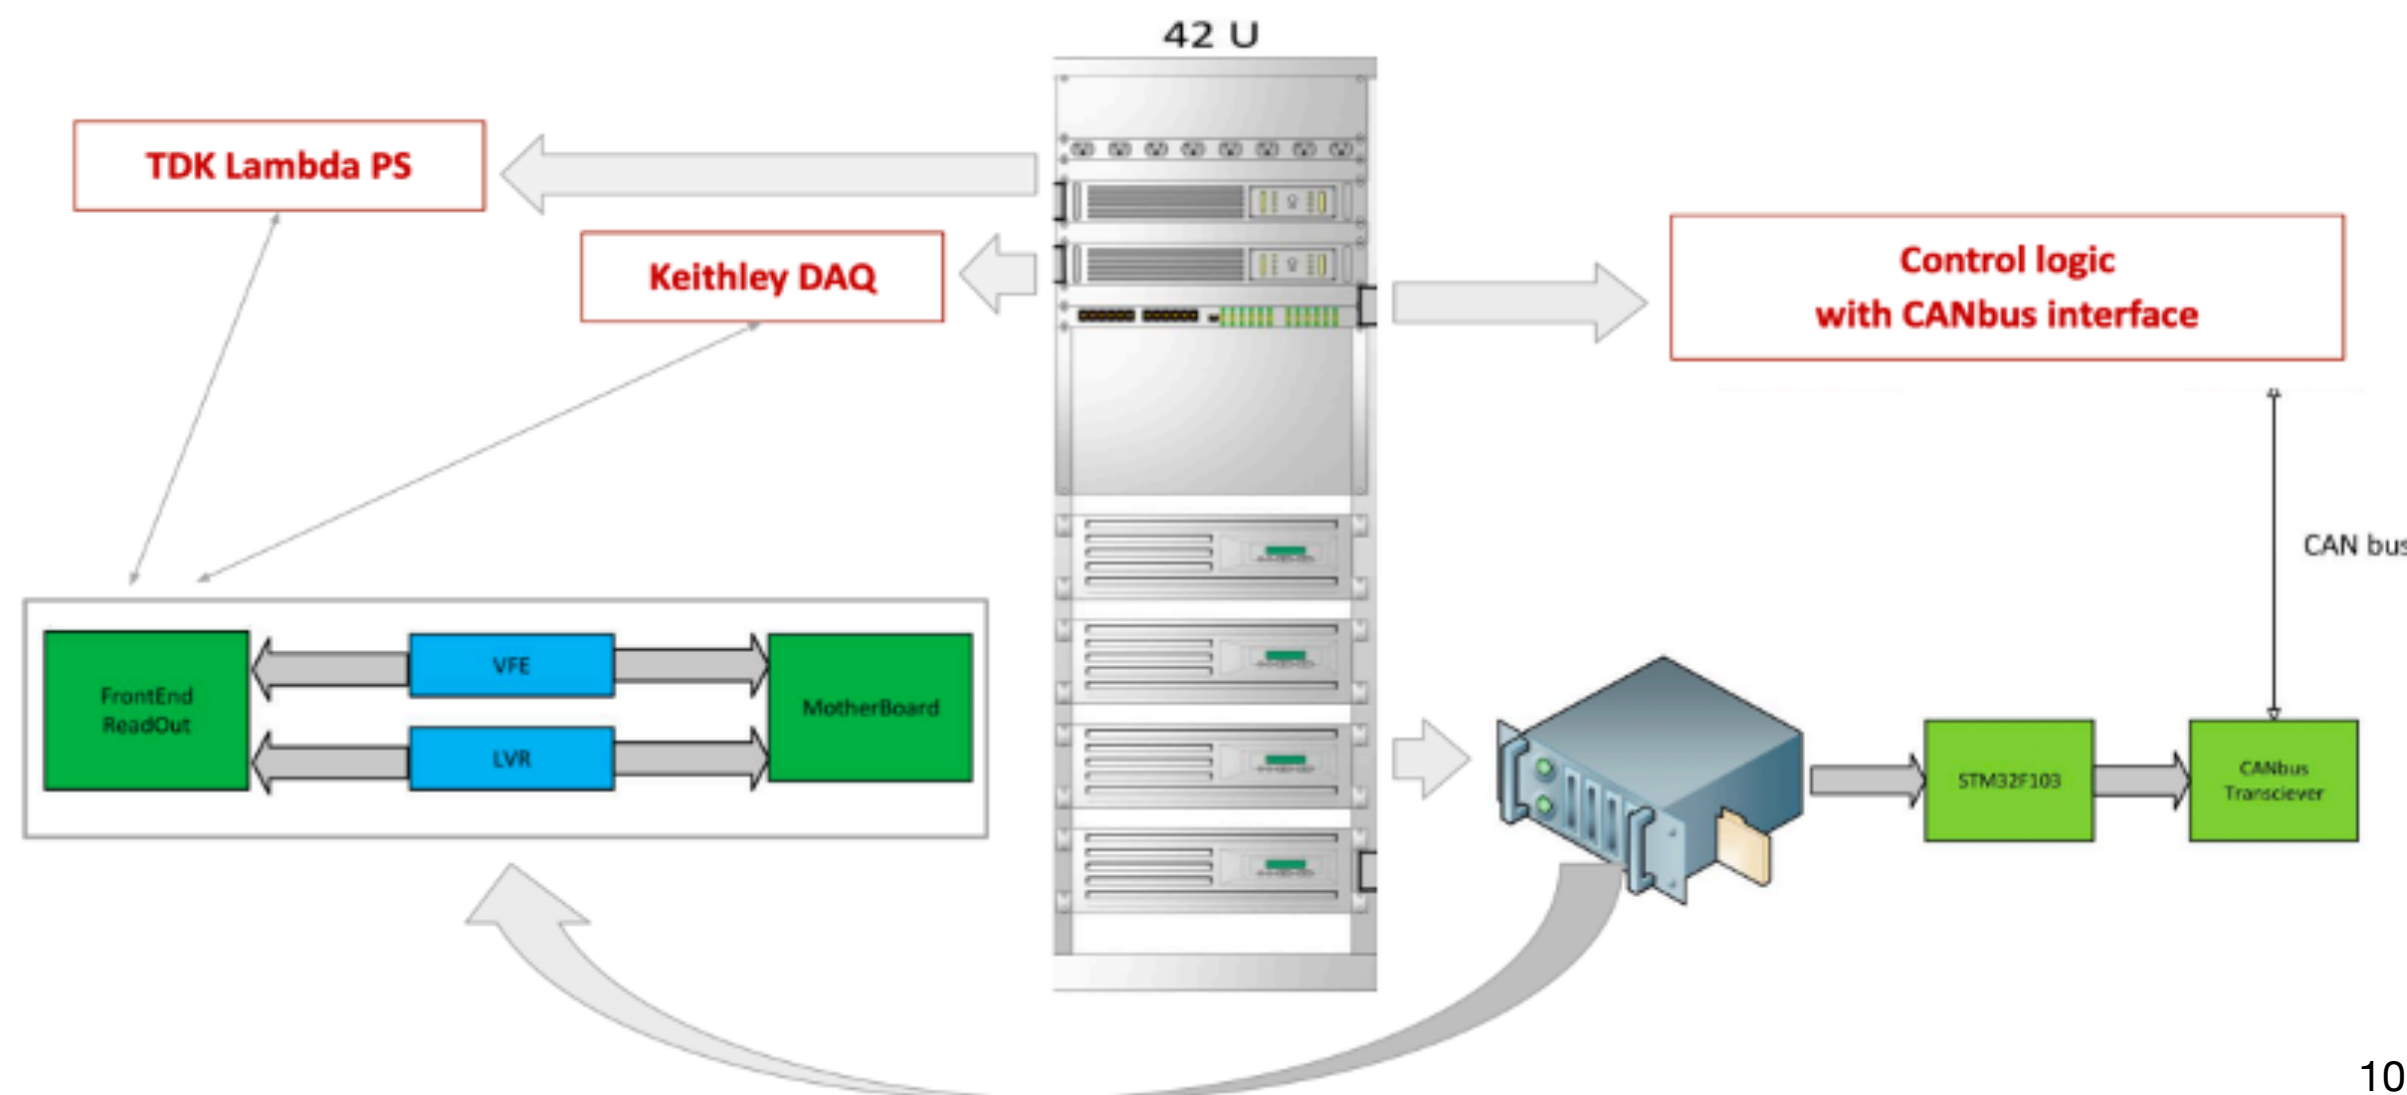 42 U
TDK Lambda PS
Keithley DAQ
Control logic
with CANbus interface
CAN bus
FrontEnd
ReadOut
VFE
LVR
MotherBoard
STM32F103
CANbus
Transciever
10